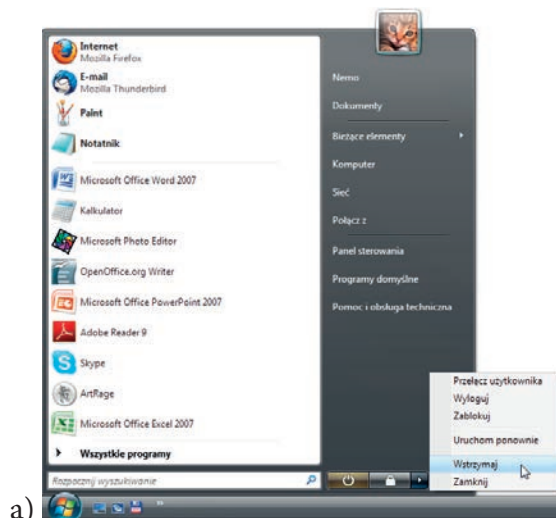 Internet
Mozilla Firefox
E-mail
Mozilla Thunderbird
Paint
Notatnik
Microsoft Office Word 2007
Kalkulator
Microsoft Photo Editor
OpenOffice.org Writer
Microsoft Office PowerPoint 2007
Adobe Reader 9
Skype
ArtRage
Microsoft Office Excel 2007
Wszystkie programy
Rozpocznij wyszukiwanie
Nemo
Dokumenty
Bieżące elementy
Komputer
Sieć
Połącz z
Panel sterowania
Programy domyślne
Pomoc i obsługa techniczna
Przełącz użytkownika
Wyloguj
Zablokuj
Uruchom ponownie
Wstrzymaj
Zamknij
a)